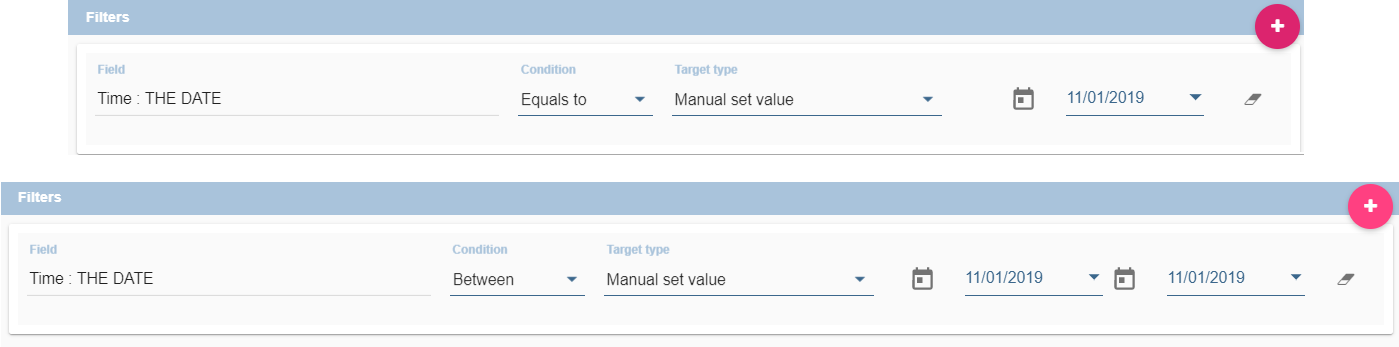 Filters
Field Condition Target type
Time : THE DATE Equals to Manual set value 11/01/2019
Filters
Field Condition Target type
Time : THE DATE Between Manual set value 11/01/2019 11/01/2019